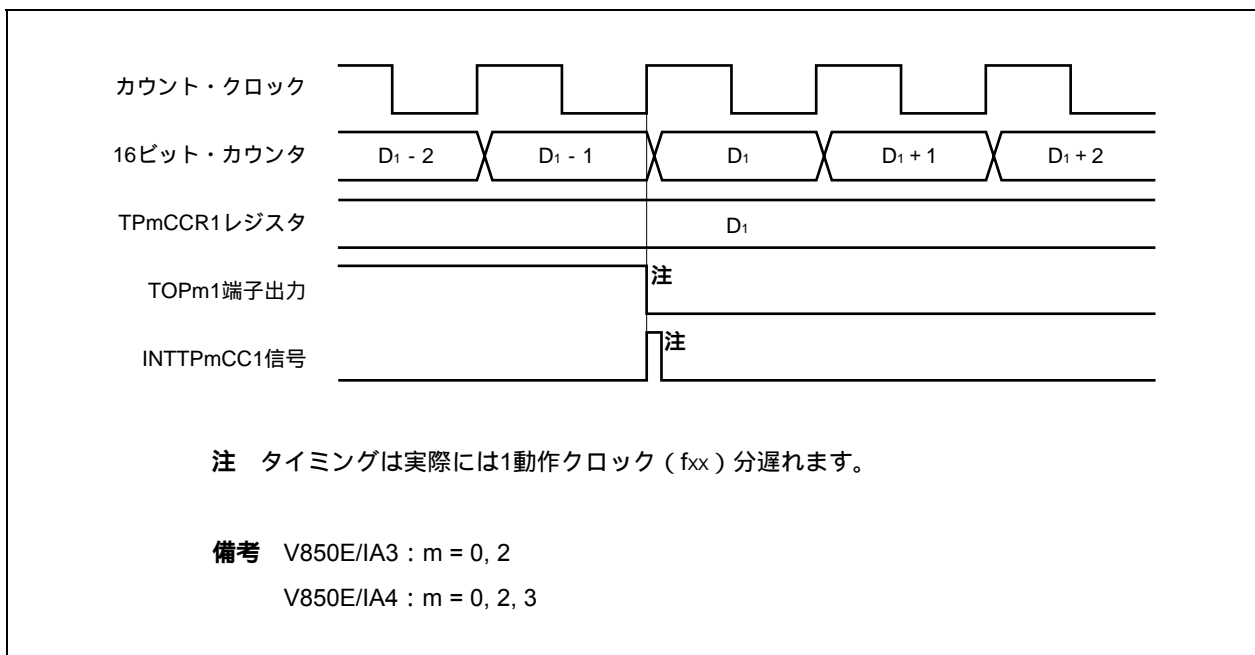 カウント・クロック
16ビット・カウンタ D1 - 2 D1 - 1 D1 D1 + 1 D1 + 2
TPmCCR1レジスタ D1
TOPm1端子出力 注
INTTPmCC1信号 注
注 タイミングは実際には1動作クロック（fxx）分遅れます。
備考 V850E/IA3：m = 0, 2
V850E/IA4：m = 0, 2, 3